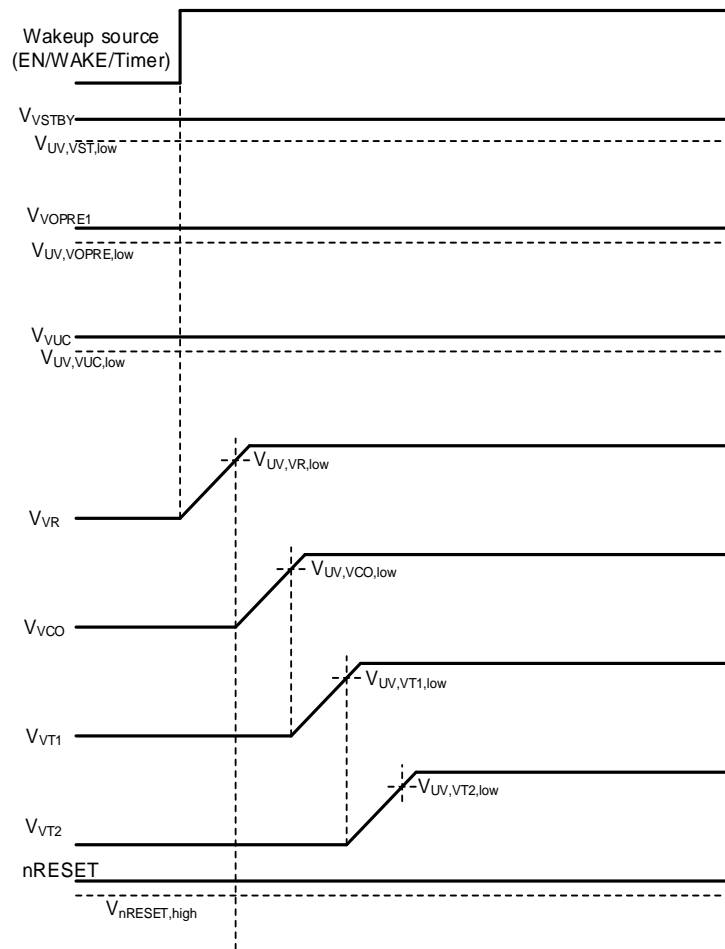 Wakeup source
(EN/WAKE/Timer)
VVSTBY
VUV,VST,low
VVOPRE1
VUV,VOPRE,low
VVUC
VUV,VUC,low
VUV,VR,low
VVR
VUV,VCO,low
VVCO
VUV,VT1,low
VVT1
VUV,VT2,low
VVT2
nRESET
VnRESET,high